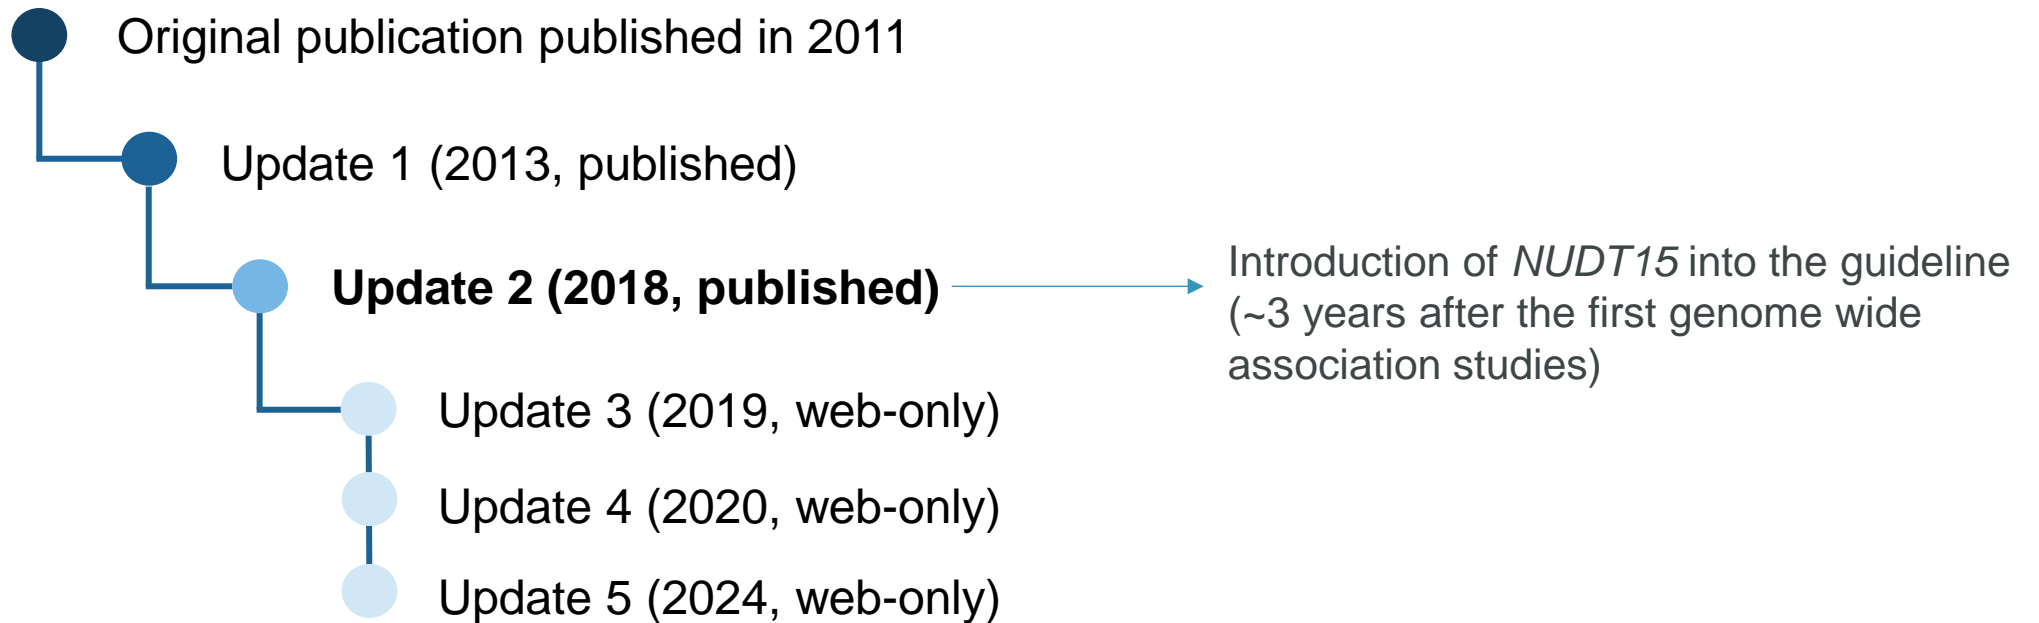 Original publication published in 2011
Update 1 (2013, published)
Update 2 (2018, published)
Introduction of NUDT15 into the guideline
(~3 years after the first genome wide
association studies)
Update 3 (2019, web-only)
Update 4 (2020, web-only)
Update 5 (2024, web-only)